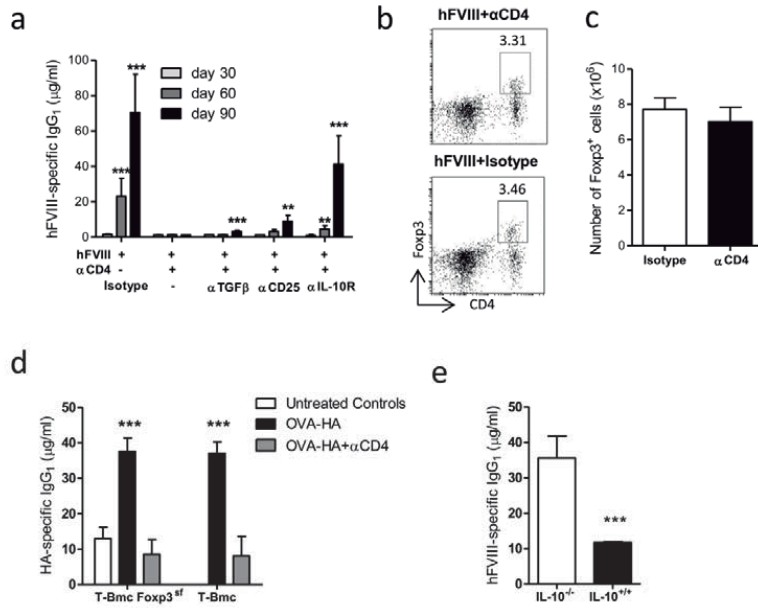 a
hFVIII-specific IgG1 (µg/ml)
100
80
60
40
20
0
day 30
day 60
day 90
*** *** *** ** ** ***
hFVIII + + + + +
αCD4 - + + + +
Isotype - αTGFβ αCD25 αIL-10R
b
hFVIII+αCD4
3.31
hFVIII+Isotype
3.46
Foxp3
CD4
c
Number of Foxp3+ cells (x10⁶)
10
8
6
4
2
0
Isotype αCD4
d
HA-specific IgG1 (µg/ml)
50
40
30
20
10
0
Untreated Controls
OVA-HA
OVA-HA+αCD4
*** ***
T-Bmc Foxp3sf T-Bmc
e
hFVIII-specific IgG1 (µg/ml)
50
40
30
20
10
0
***
IL-10-/- IL-10+/+